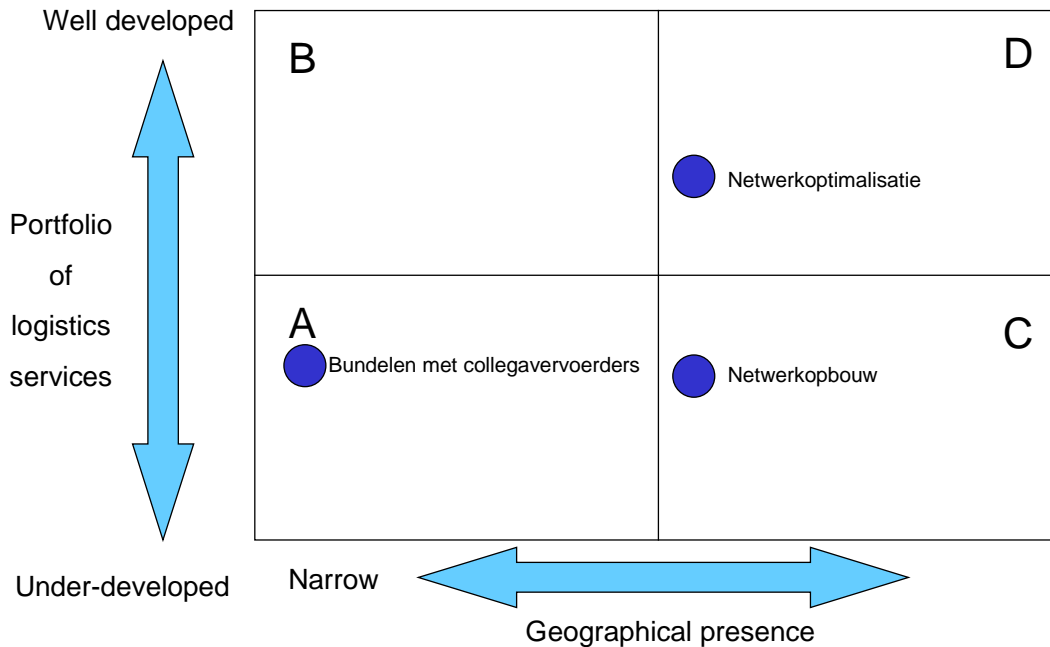 Well developed
B
D
Netwerkoptimalisatie
Portfolio
of
logistics
services
A
Bundelen met collegavervoerders
C
Netwerkopbouw
Under-developed
Narrow
Geographical presence